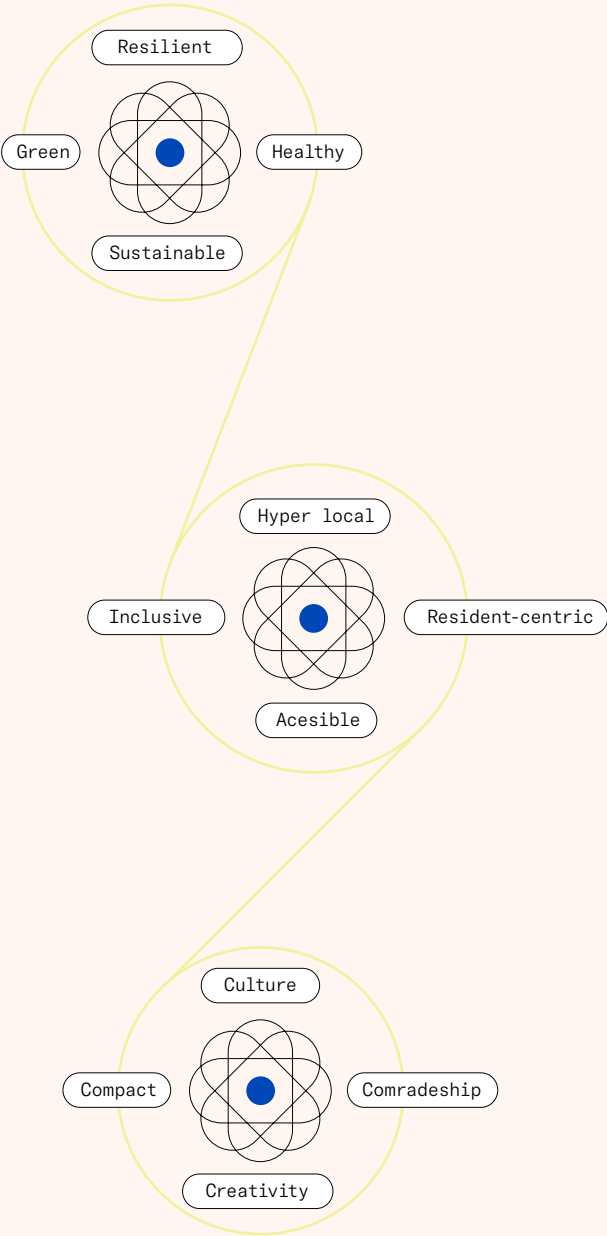 Resilient
Green
Healthy
Sustainable
Hyper local
Inclusive
Resident-centric
Acesible
Culture
Compact
Comradeship
Creativity